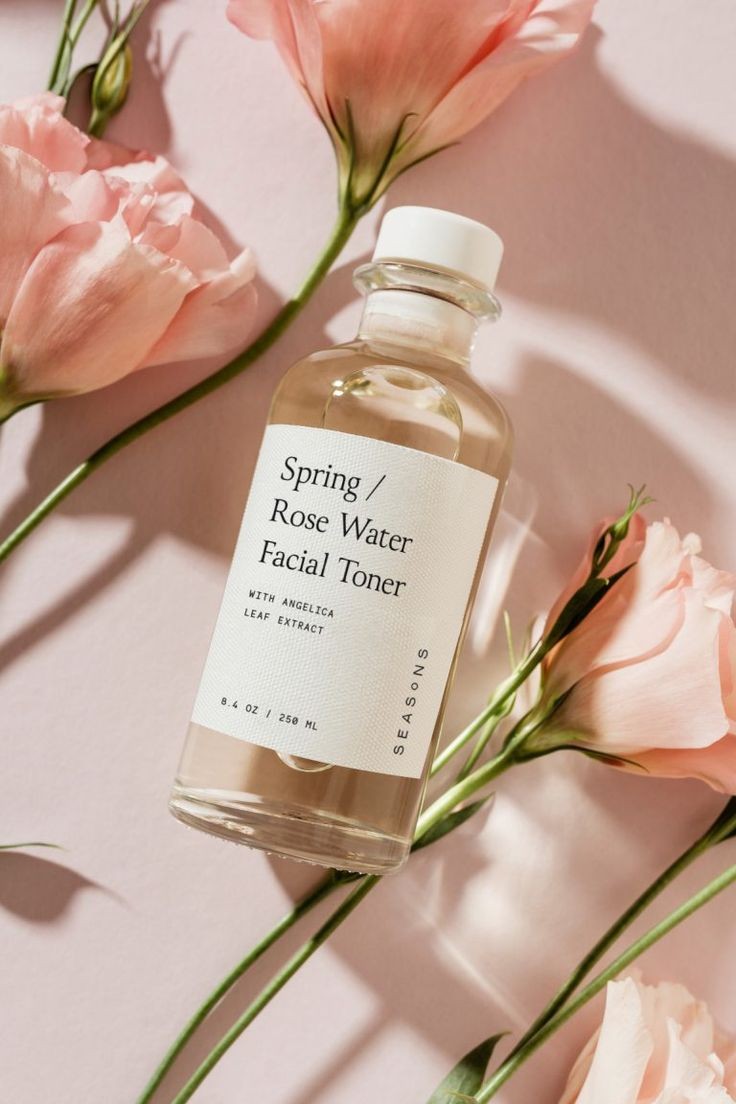 Spring /
Rose Water
Facial Toner
WITH ANGELICA
LEAF EXTRACT
8.4 OZ / 250 ML
SEASONS